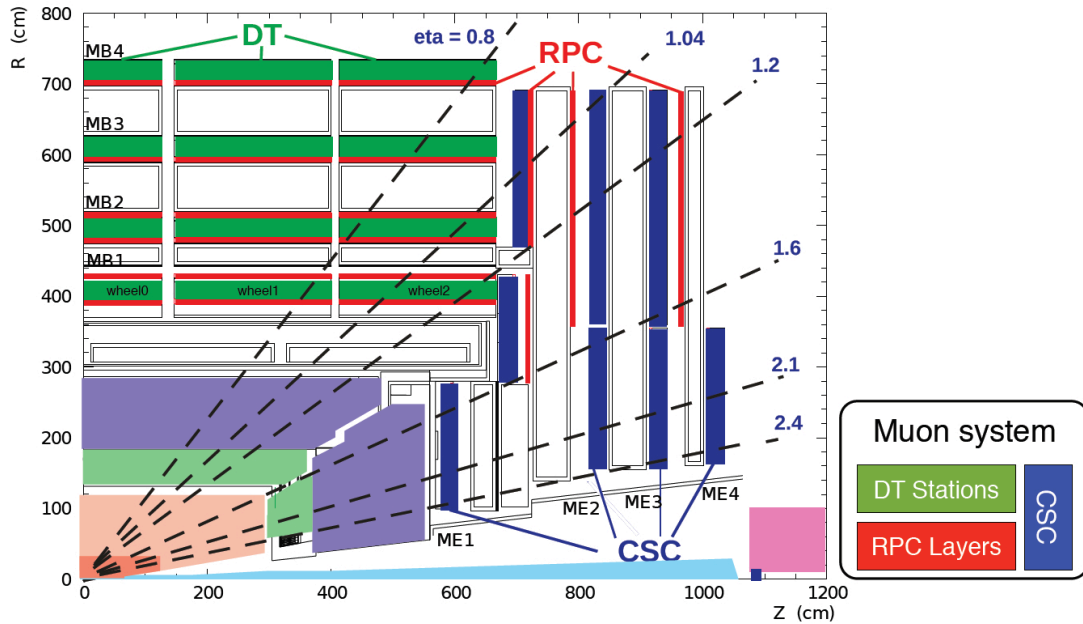 R (cm)
800
700
600
500
400
300
200
100
0
0
200
400
600
800
1000
1200
Z (cm)
DT
eta = 0.8
1.04
RPC
1.2
1.6
2.1
2.4
MB4
MB3
MB2
MB1
wheel0
wheel1
wheel2
ME1
ME2
ME3
ME4
CSC
Muon system
DT Stations
RPC Layers
CSC